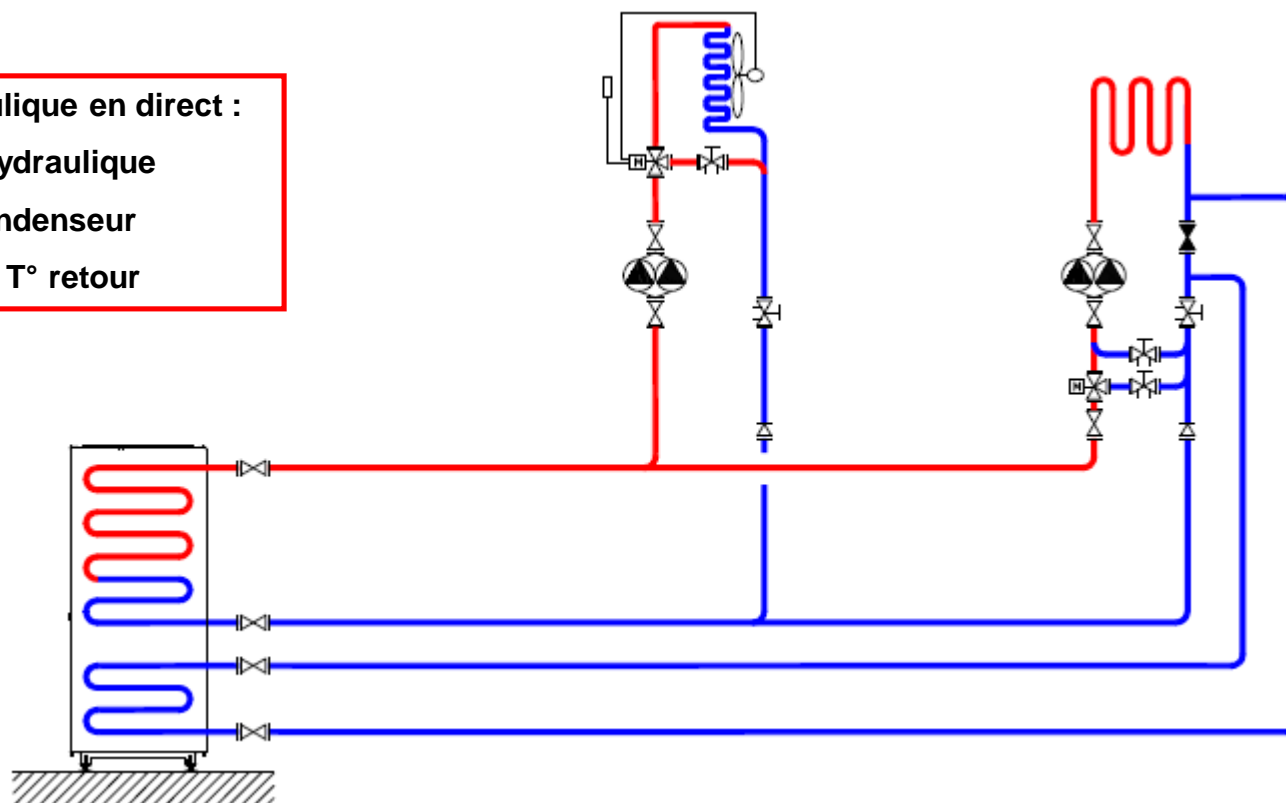 ulique en direct :
ydraulique
ndenseur
T° retour
M
M